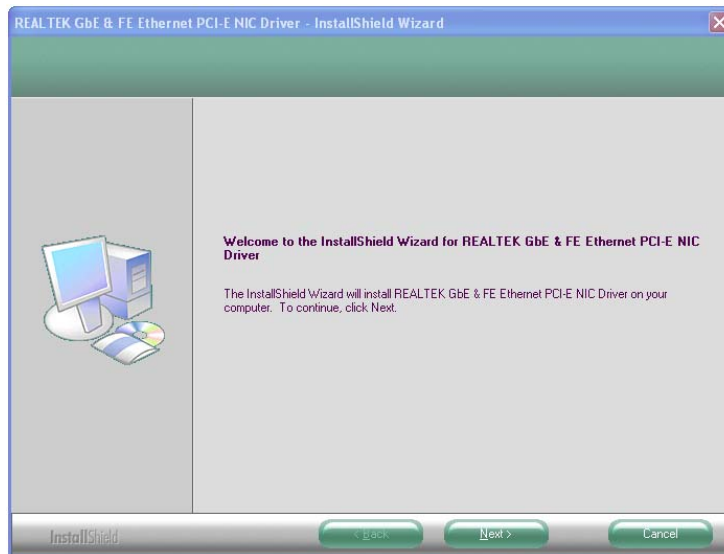 REALTEK GbE & FE Ethernet PCI-E NIC Driver - InstallShield Wizard
Welcome to the InstallShield Wizard for REALTEK GbE & FE Ethernet PCI-E NIC
Driver
The InstallShield Wizard will install REALTEK GbE & FE Ethernet PCI-E NIC Driver on your
computer. To continue, click Next.
InstallShield
< Back
Next >
Cancel